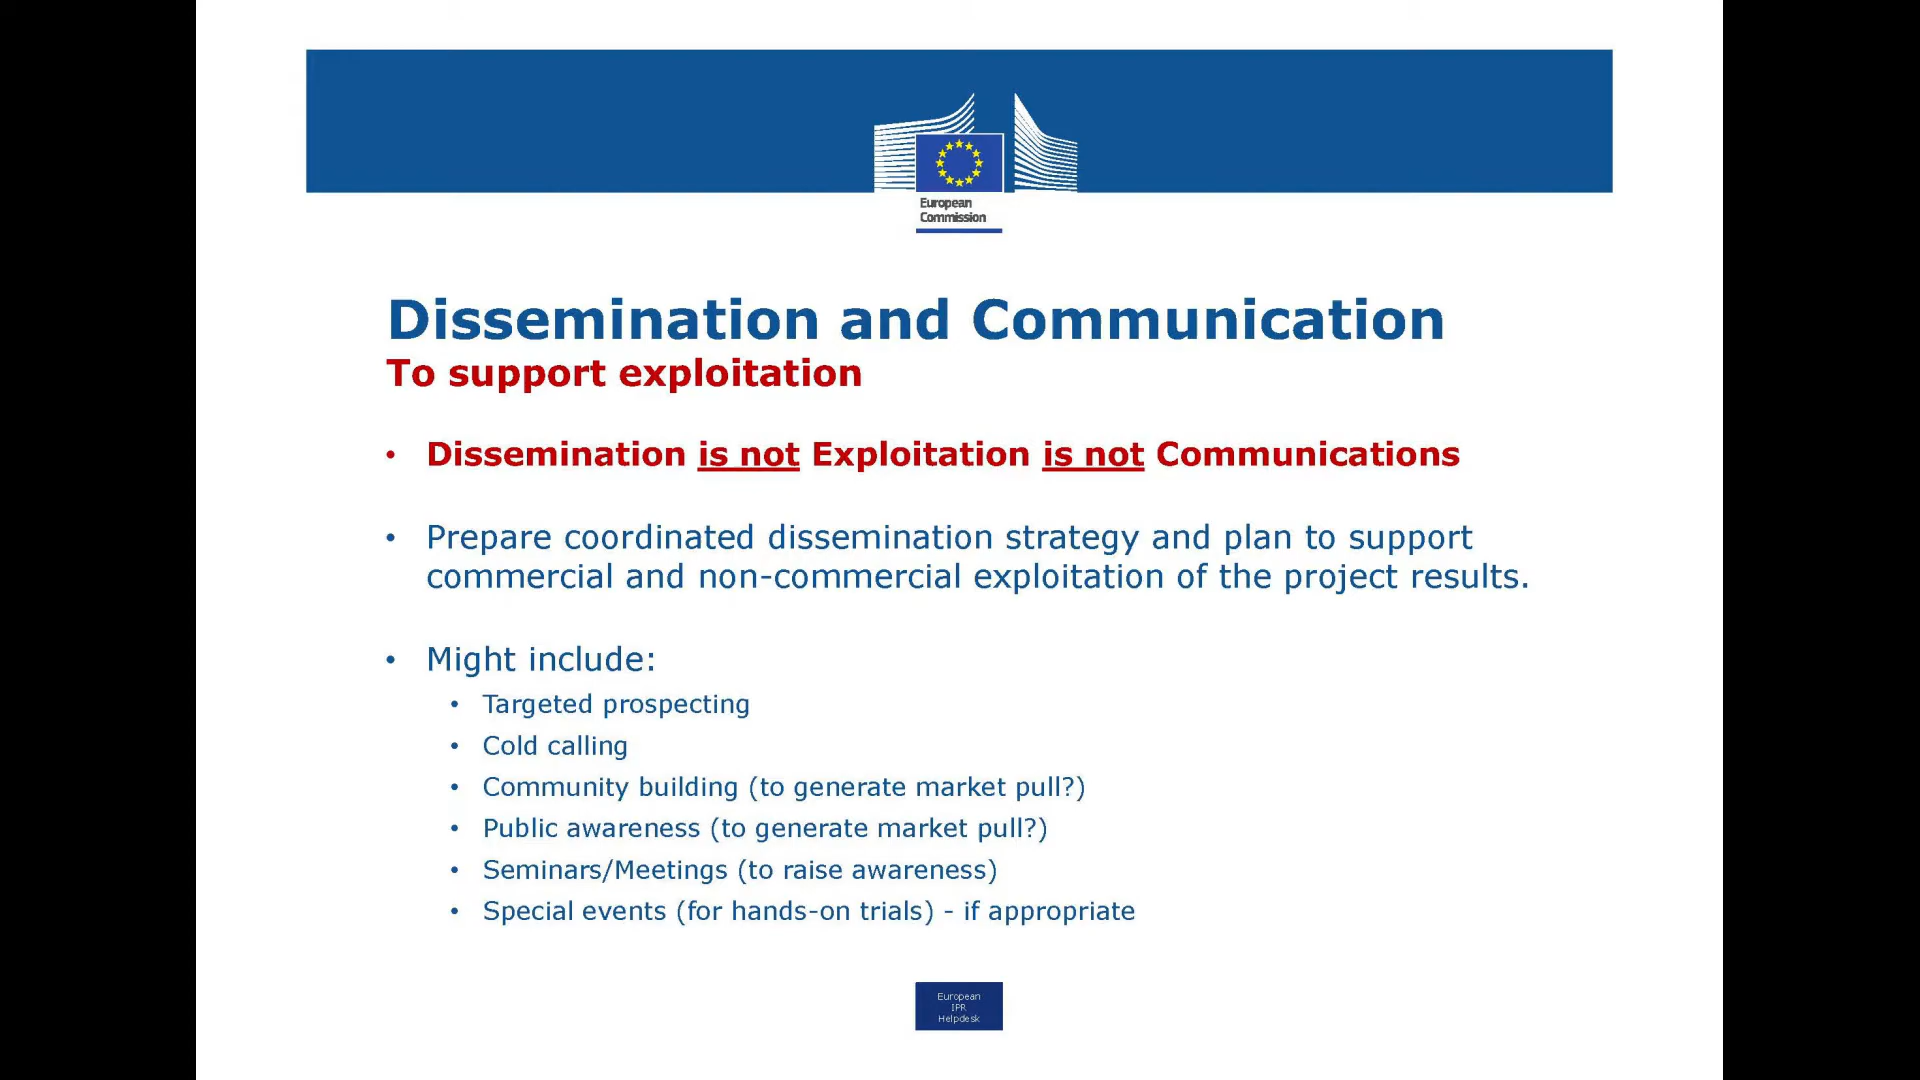 European
Commission
Dissemination and Communication
To support exploitation
• Dissemination is not Exploitation is not Communications
• Prepare coordinated dissemination strategy and plan to support
commercial and non-commercial exploitation of the project results.
• Might include:
• Targeted prospecting
• Cold calling
• Community building (to generate market pull?)
• Public awareness (to generate market pull?)
• Seminars/Meetings (to raise awareness)
• Special events (for hands-on trials) - if appropriate
European
IPR
Helpdesk